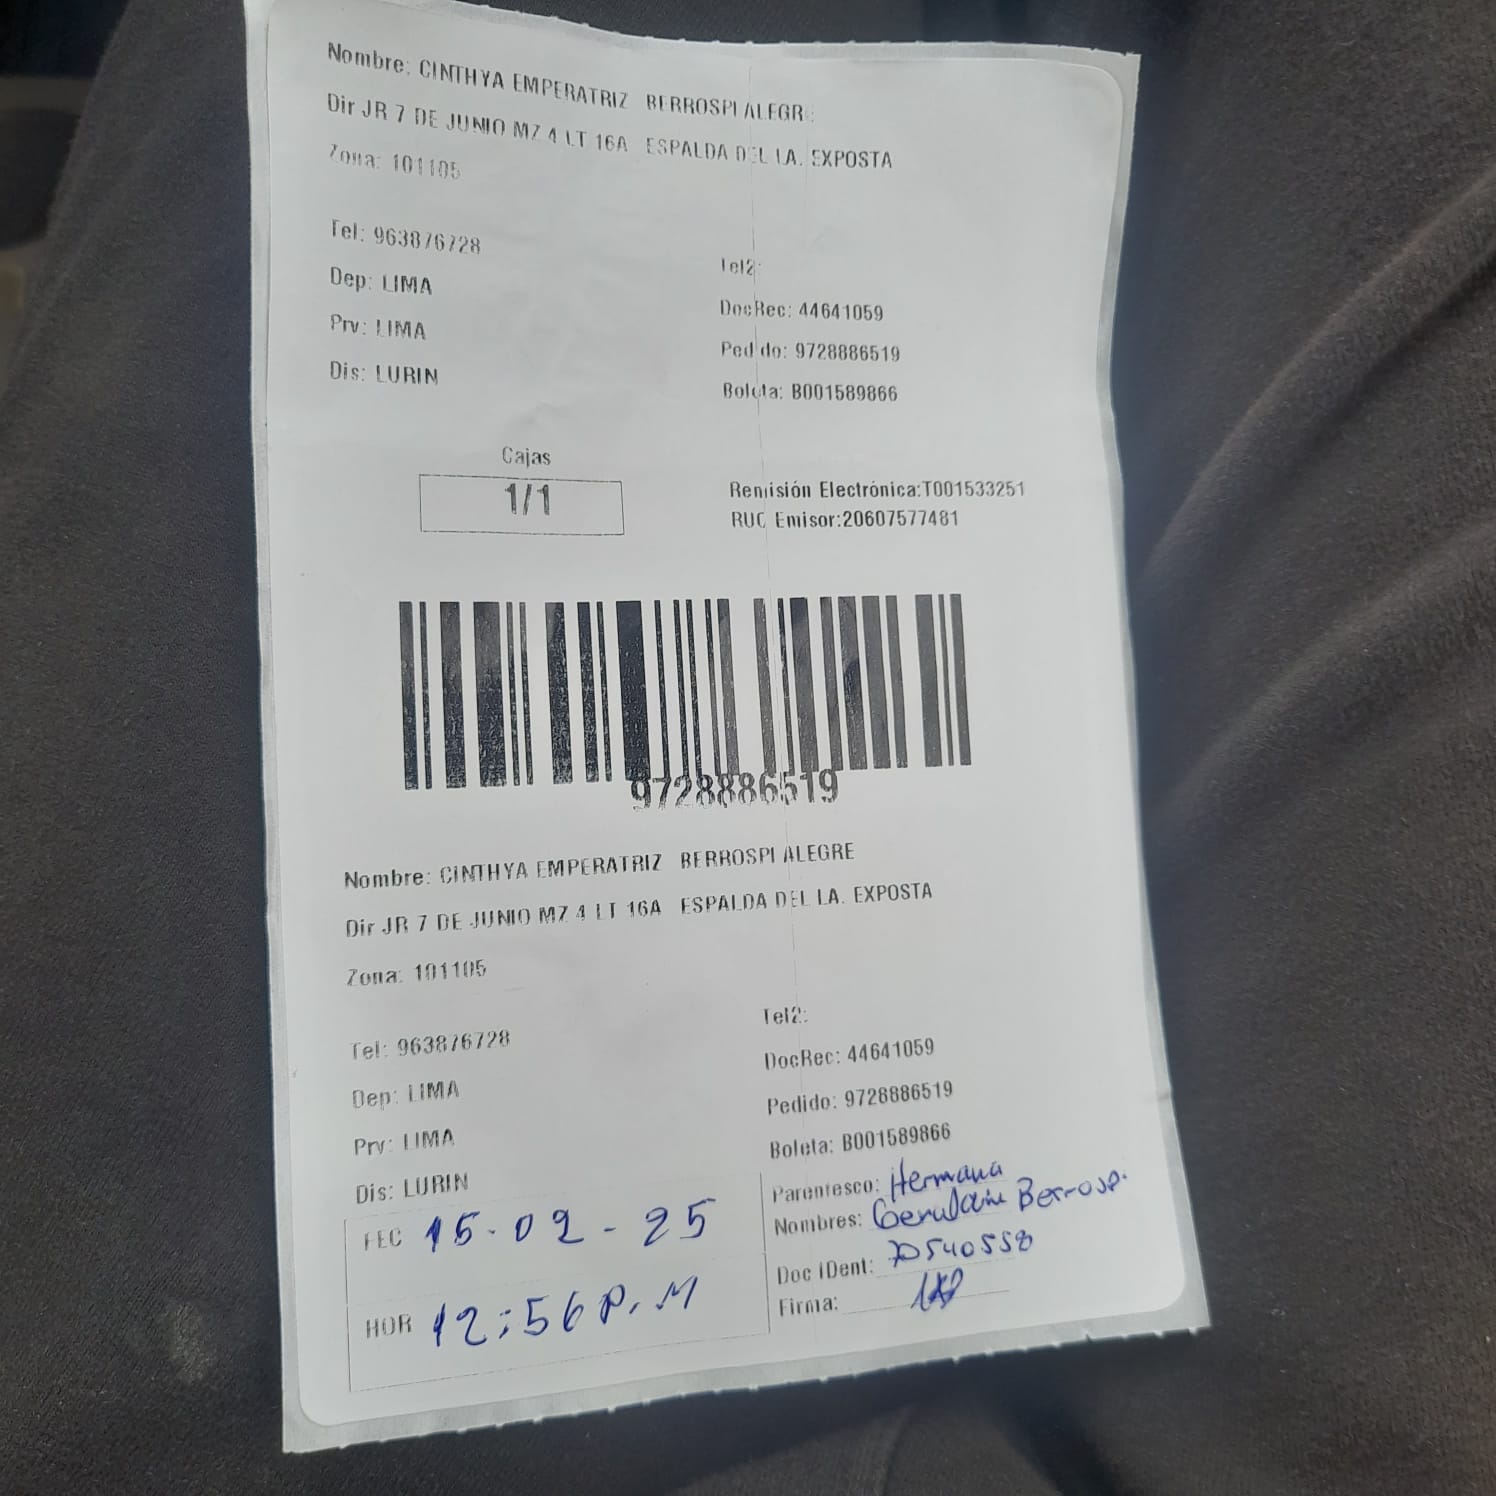 Nombre: CINTHYA EMPERATRIZ BERROSPI ALEGRE
Dir JR 7 DE JUNIO MZ 4 LT 16A ESPALDA DEL LA. EXPOSTA
Zona: 101105
Tel: 963876728
Tel2:
Dep: LIMA
DocRec: 44641059
Prv: LIMA
Pedido: 9728886519
Dis: LURIN
Boleta: B001589866
Cajas
1/1
Remisión Electrónica:T001533251
RUC Emisor:20607577481
9728886519
Nombre: CINTHYA EMPERATRIZ BERROSPI ALEGRE
Dir JR 7 DE JUNIO MZ 4 LT 16A ESPALDA DEL LA. EXPOSTA
Zona: 101105
Tel: 963876728
Tel2:
Dep: LIMA
DocRec: 44641059
Prv: LIMA
Pedido: 9728886519
Dis: LURIN
Boleta: B001589866
Parentesco: Hermana
Nombres: Berrospi
FEC 15-02-25
Doc iDent:
HOR 12:56 P.M
Firma: